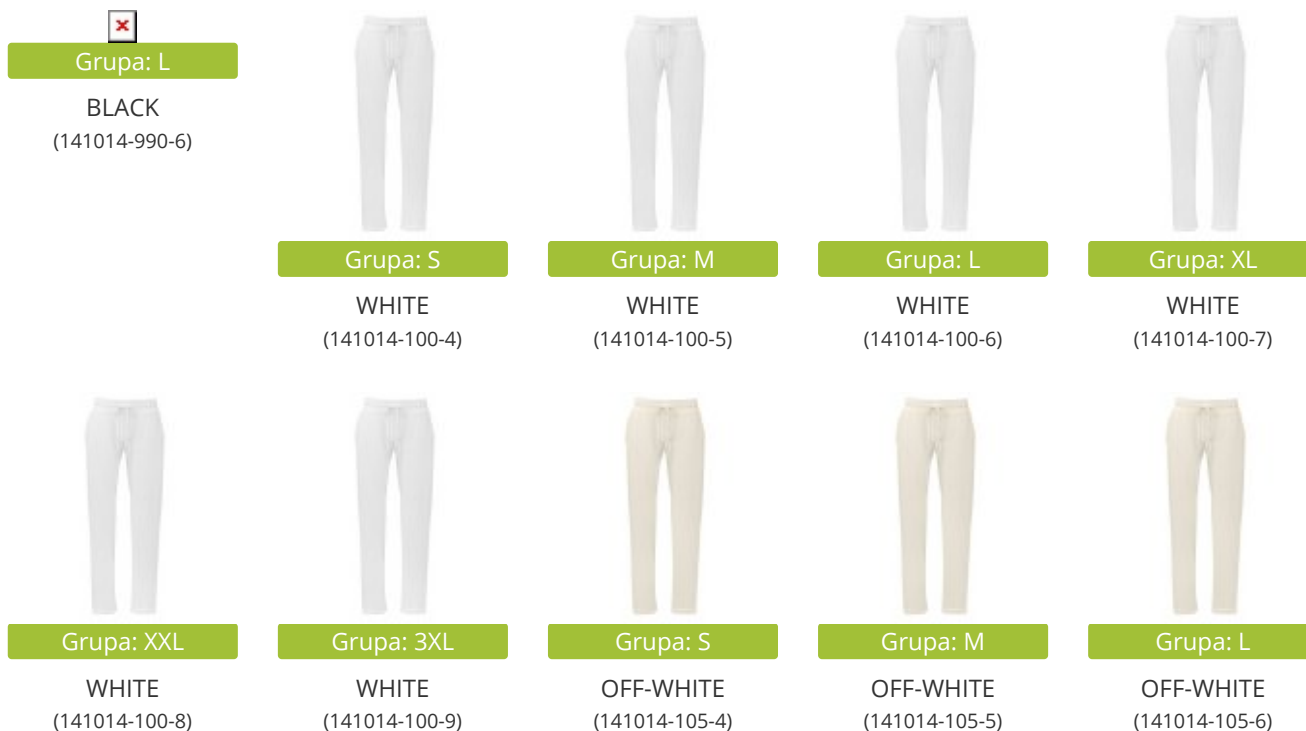 Grupa: L
BLACK
(141014-990-6)
Grupa: S
WHITE
(141014-100-4)
Grupa: M
WHITE
(141014-100-5)
Grupa: L
WHITE
(141014-100-6)
Grupa: XL
WHITE
(141014-100-7)
Grupa: XXL
WHITE
(141014-100-8)
Grupa: 3XL
WHITE
(141014-100-9)
Grupa: S
OFF-WHITE
(141014-105-4)
Grupa: M
OFF-WHITE
(141014-105-5)
Grupa: L
OFF-WHITE
(141014-105-6)